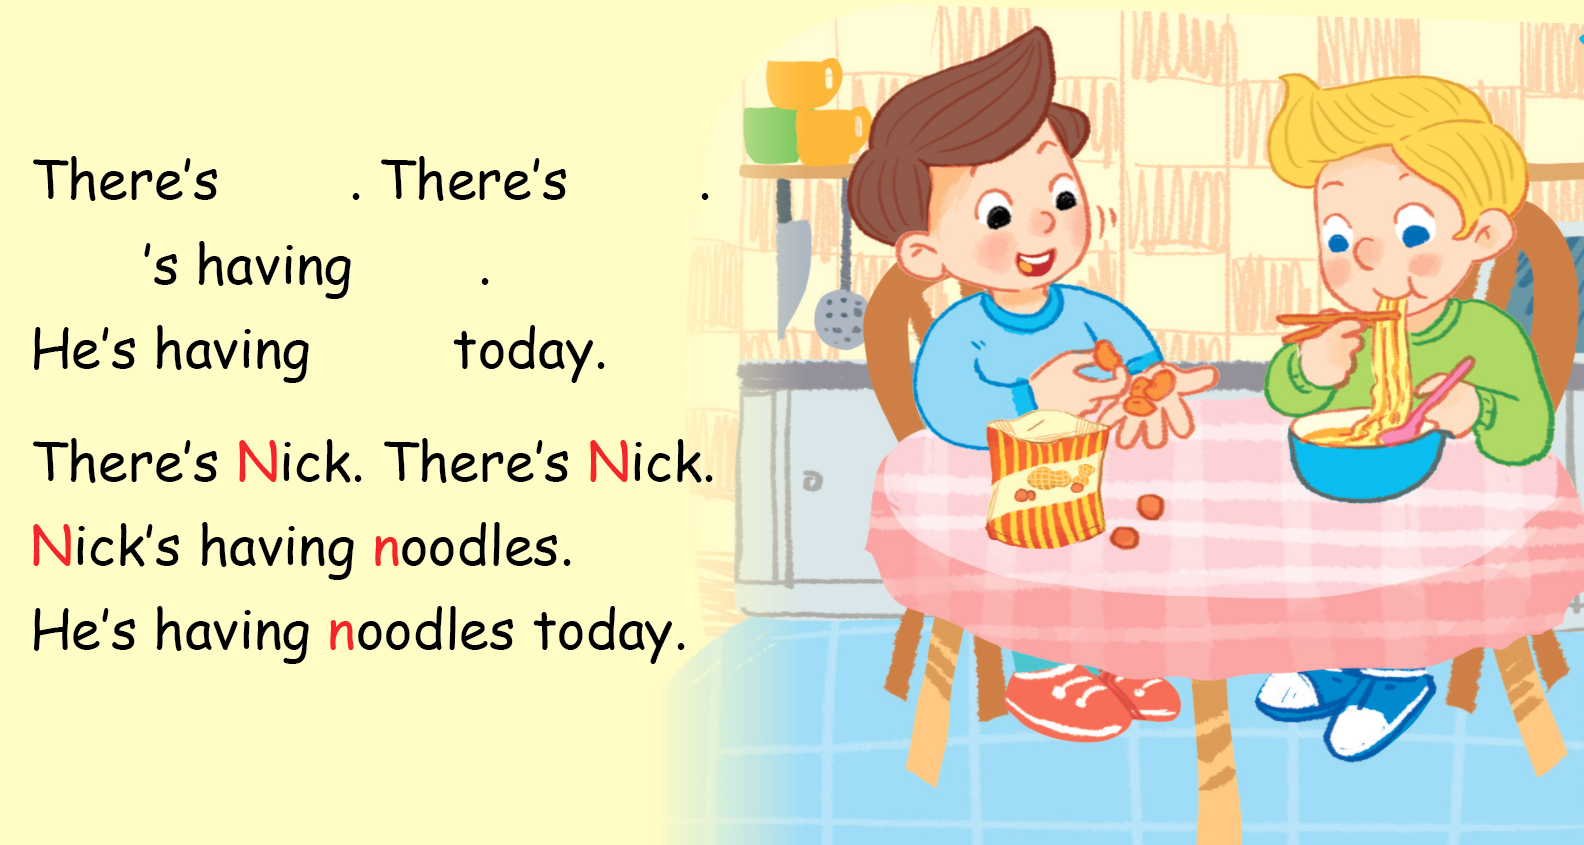 There's . There's .
's having .
He's having today.
There's Nick. There's Nick.
Nick's having noodles.
He's having noodles today.